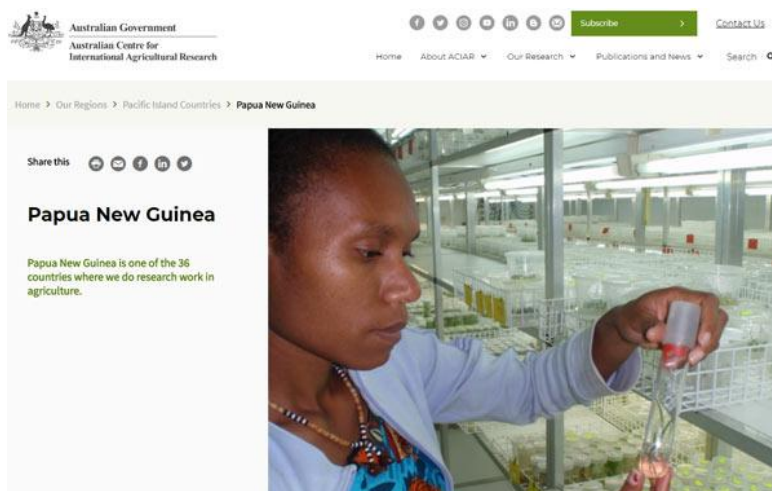 Australian Government
Australian Centre for
International Agricultural Research
Subscribe >
Contact Us
Home About ACIAR Our Research Publications and News Search
Home > Our Regions > Pacific Island Countries > Papua New Guinea
Share this
Papua New Guinea
Papua New Guinea is one of the 36
countries where we do research work in
agriculture.